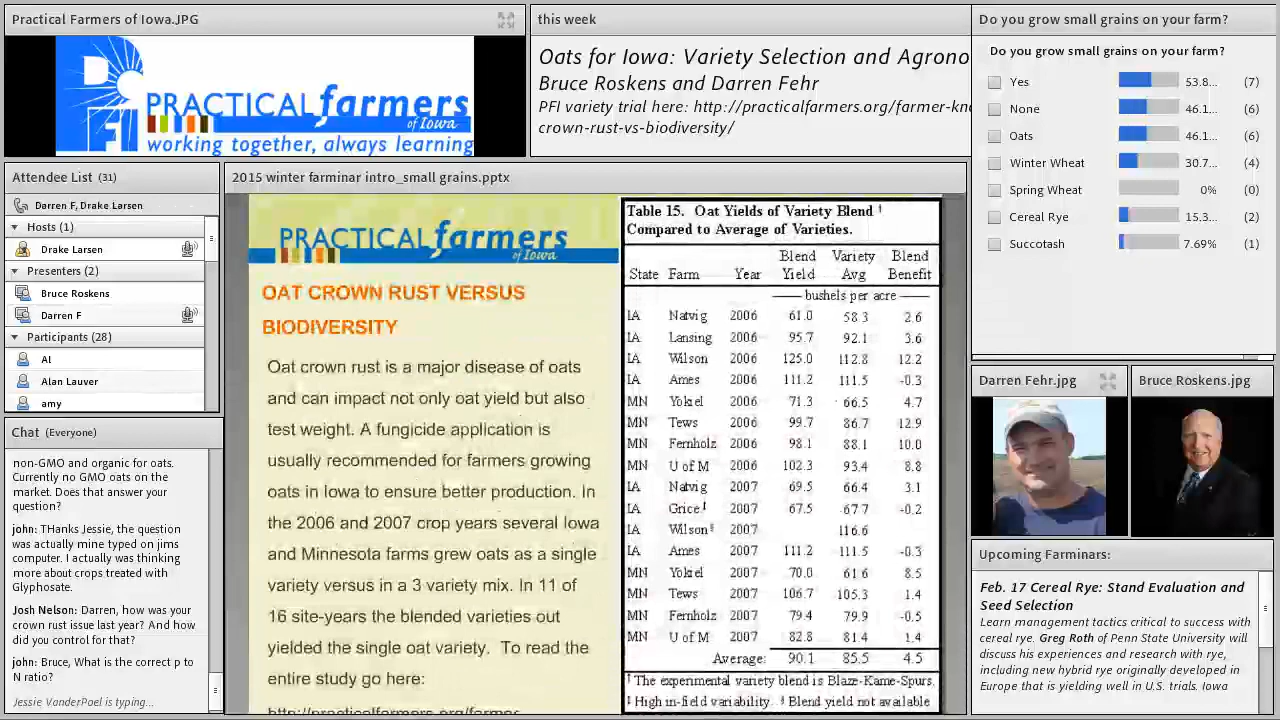 Practical Farmers of Iowa.JPG
PFI
PRACTICAL farmers
of Iowa
working together, always learning
this week
Oats for Iowa: Variety Selection and Agrono
Bruce Roskens and Darren Fehr
PFI variety trial here: http://practicalfarmers.org/farmer-kno
crown-rust-vs-biodiversity/
Do you grow small grains on your farm?
Do you grow small grains on your farm?
Yes 53.8... (7)
None 46.1... (6)
Oats 46.1... (6)
Winter Wheat 30.7... (4)
Spring Wheat 0% (0)
Cereal Rye 15.3... (2)
Succotash 7.69% (1)
Attendee List (31)
Darren F, Drake Larsen
Hosts (1)
Drake Larsen
Presenters (2)
Bruce Roskens
Darren F
Participants (28)
Al
Alan Lauver
amy
Chat (Everyone)
non-GMO and organic for oats.
Currently no GMO oats on the
market. Does that answer your
question?
john: THanks Jessie, the question
was actually mine typed on jims
computer. I actually was thinking
more about crops treated with
Glyphosate.
Josh Nelson: Darren, how was your
crown rust issue last year? And how
did you control for that?
john: Bruce, What is the correct p to
N ratio?
Jessie VanderPoel is typing...
2015 winter farminar intro_small grains.pptx
PRACTICAL farmers
of Iowa
OAT CROWN RUST VERSUS
BIODIVERSITY
Oat crown rust is a major disease of oats
and can impact not only oat yield but also
test weight. A fungicide application is
usually recommended for farmers growing
oats in Iowa to ensure better production. In
the 2006 and 2007 crop years several Iowa
and Minnesota farms grew oats as a single
variety versus in a 3 variety mix. In 11 of
16 site-years the blended varieties out
yielded the single oat variety. To read the
entire study go here:
http://practicalfarmers.org/farmer-
Table 15. Oat Yields of Variety Blend †
Compared to Average of Varieties.
Blend Variety Blend
State Farm Year Yield Avg Benefit
bushels per acre
IA Natvig 2006 61.0 58.3 2.6
IA Lansing 2006 95.7 92.1 3.6
IA Wilson 2006 125.0 112.8 12.2
IA Ames 2006 111.2 111.5 -0.3
MN Yokiel 2006 71.3 66.5 4.7
MN Tews 2006 99.7 86.7 12.9
MN Fernholz 2006 98.1 88.1 10.0
MN U of M 2006 102.3 93.4 8.8
IA Natvig 2007 69.5 66.4 3.1
IA Grice‡ 2007 67.5 67.7 -0.2
IA Wilson§ 2007 116.6
IA Ames 2007 111.2 111.5 -0.3
MN Yokiel 2007 70.0 61.6 8.5
MN Tews 2007 106.7 105.3 1.4
MN Fernholz 2007 79.4 79.9 -0.5
MN U of M 2007 82.8 81.4 1.4
Average: 90.1 85.5 4.5
† The experimental variety blend is Blaze-Kame-Spurs.
‡ High in-field variability. § Blend yield not available
Darren Fehr.jpg
Bruce Roskens.jpg
Upcoming Farminars:
Feb. 17 Cereal Rye: Stand Evaluation and
Seed Selection
Learn management tactics critical to success with
cereal rye. Greg Roth of Penn State University will
discuss his experiences and research with rye,
including new hybrid rye originally developed in
Europe that is yielding well in U.S. trials. Iowa